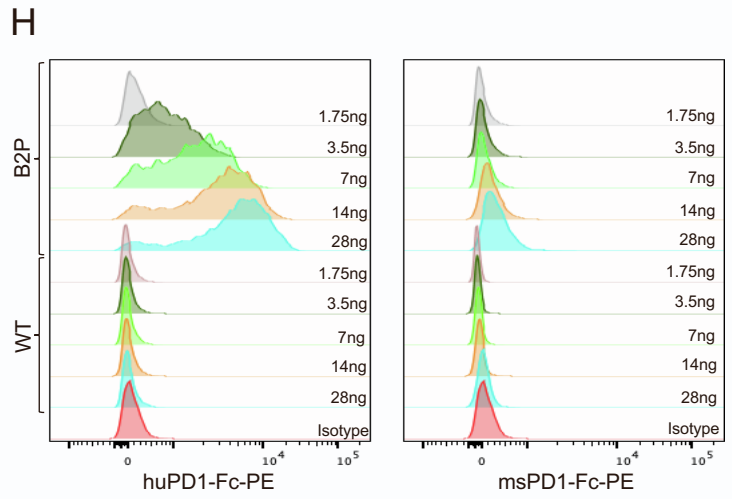 H
B2P
1.75ng
3.5ng
7ng
14ng
28ng
WT
1.75ng
3.5ng
7ng
14ng
28ng
Isotype
0 10⁴ 10⁵
huPD1-Fc-PE
1.75ng
3.5ng
7ng
14ng
28ng
1.75ng
3.5ng
7ng
14ng
28ng
Isotype
0 10⁴ 10⁵
msPD1-Fc-PE